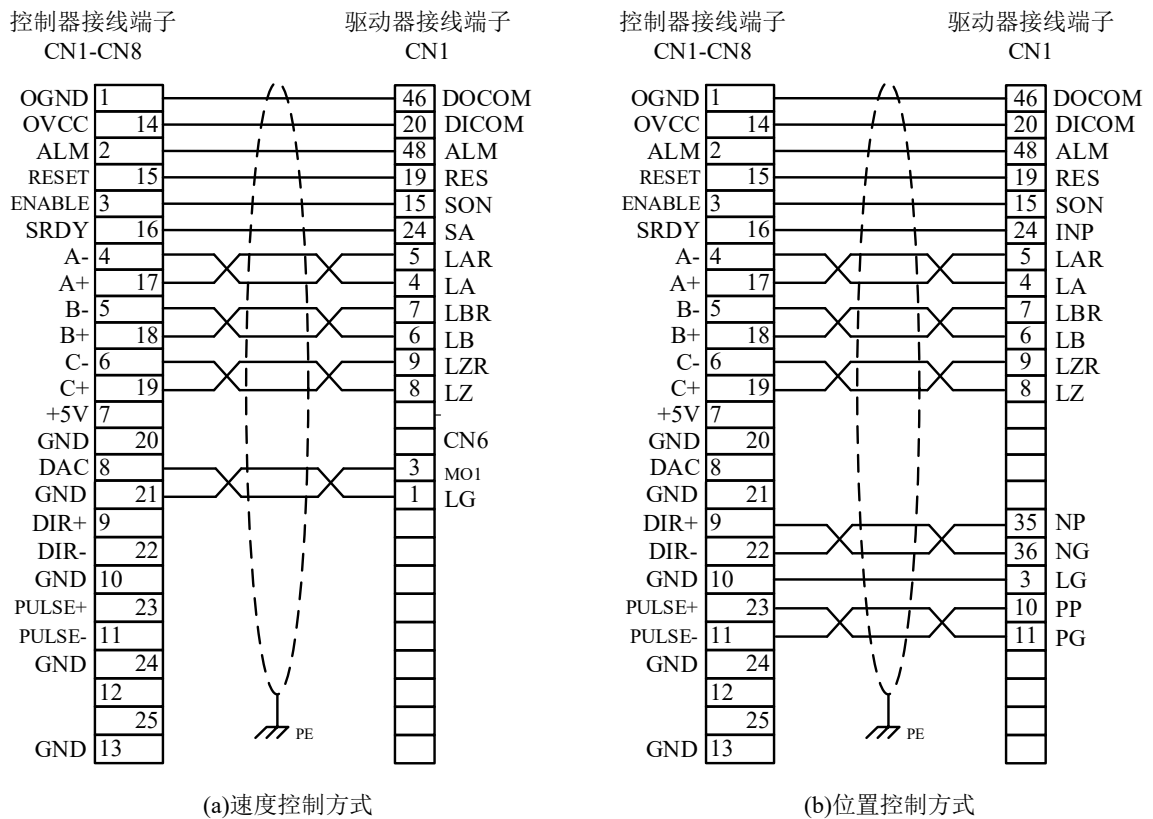 控制器接线端子
CN1-CN8
驱动器接线端子
CN1
OGND 1 46 DOCOM
OVCC 14 20 DICOM
ALM 2 48 ALM
RESET 15 19 RES
ENABLE 3 15 SON
SRDY 16 24 SA
A- 4 5 LAR
A+ 17 4 LA
B- 5 7 LBR
B+ 18 6 LB
C- 6 9 LZR
C+ 19 8 LZ
+5V 7
GND 20 CN6
DAC 8 3 MO1
GND 21 1 LG
DIR+ 9
DIR- 22
GND 10
PULSE+ 23
PULSE- 11
GND 24
12
25
GND 13
PE
(a)速度控制方式
控制器接线端子
CN1-CN8
驱动器接线端子
CN1
OGND 1 46 DOCOM
OVCC 14 20 DICOM
ALM 2 48 ALM
RESET 15 19 RES
ENABLE 3 15 SON
SRDY 16 24 INP
A- 4 5 LAR
A+ 17 4 LA
B- 5 7 LBR
B+ 18 6 LB
C- 6 9 LZR
C+ 19 8 LZ
+5V 7
GND 20
DAC 8
GND 21
DIR+ 9 35 NP
DIR- 22 36 NG
GND 10 3 LG
PULSE+ 23 10 PP
PULSE- 11 11 PG
GND 24
12
25
GND 13
PE
(b)位置控制方式